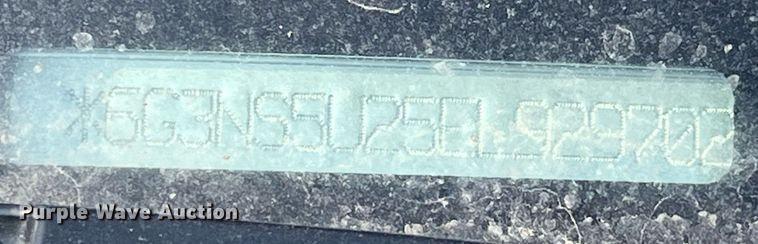 *6G3NS5U25EL929702
Purple Wave Auction